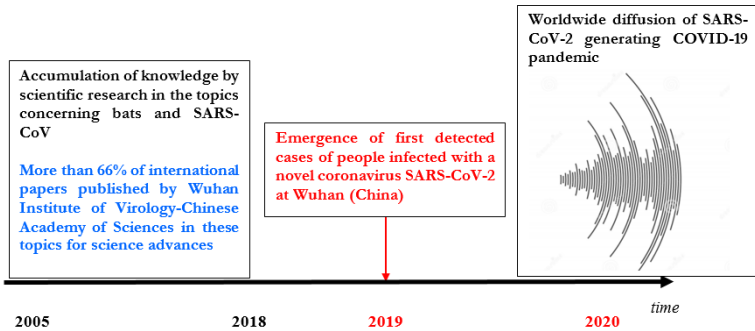 Worldwide diffusion of SARS-
CoV-2 generating COVID-19
pandemic
Accumulation of knowledge by
scientific research in the topics
concerning bats and SARS-
CoV
More than 66% of international
papers published by Wuhan
Institute of Virology-Chinese
Academy of Sciences in these
topics for science advances
Emergence of first detected
cases of people infected with a
novel coronavirus SARS-CoV-2
at Wuhan (China)
time
2005 2018 2019 2020